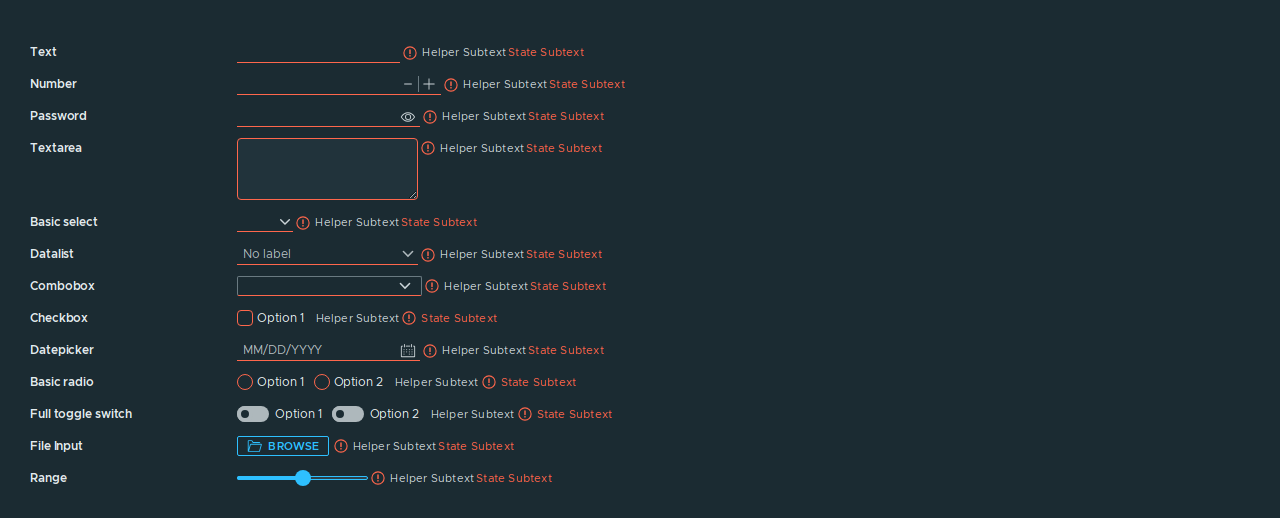 Text Helper Subtext State Subtext
Number Helper Subtext State Subtext
Password Helper Subtext State Subtext
Textarea Helper Subtext State Subtext
Basic select Helper Subtext State Subtext
Datalist No label Helper Subtext State Subtext
Combobox Helper Subtext State Subtext
Checkbox Option 1 Helper Subtext State Subtext
Datepicker MM/DD/YYYY Helper Subtext State Subtext
Basic radio Option 1 Option 2 Helper Subtext State Subtext
Full toggle switch Option 1 Option 2 Helper Subtext State Subtext
File Input BROWSE Helper Subtext State Subtext
Range Helper Subtext State Subtext